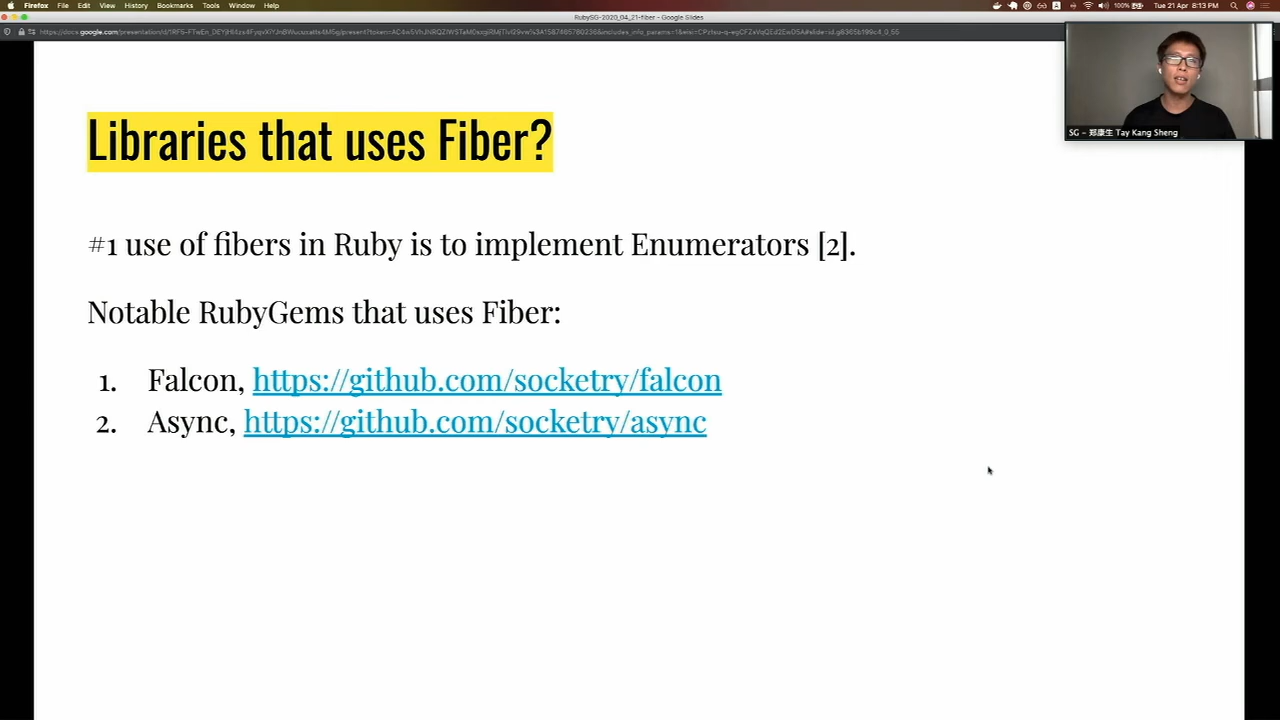 Firefox File Edit View History Bookmarks Tools Window Help 100% Tue 21 Apr 8:13 PM
RubySG-2020_04_21-fiber - Google Slides
Libraries that uses Fiber?
SG - 郑康生 Tay Kang Sheng
#1 use of fibers in Ruby is to implement Enumerators [2].
Notable RubyGems that uses Fiber:
1. Falcon, https://github.com/socketry/falcon
2. Async, https://github.com/socketry/async